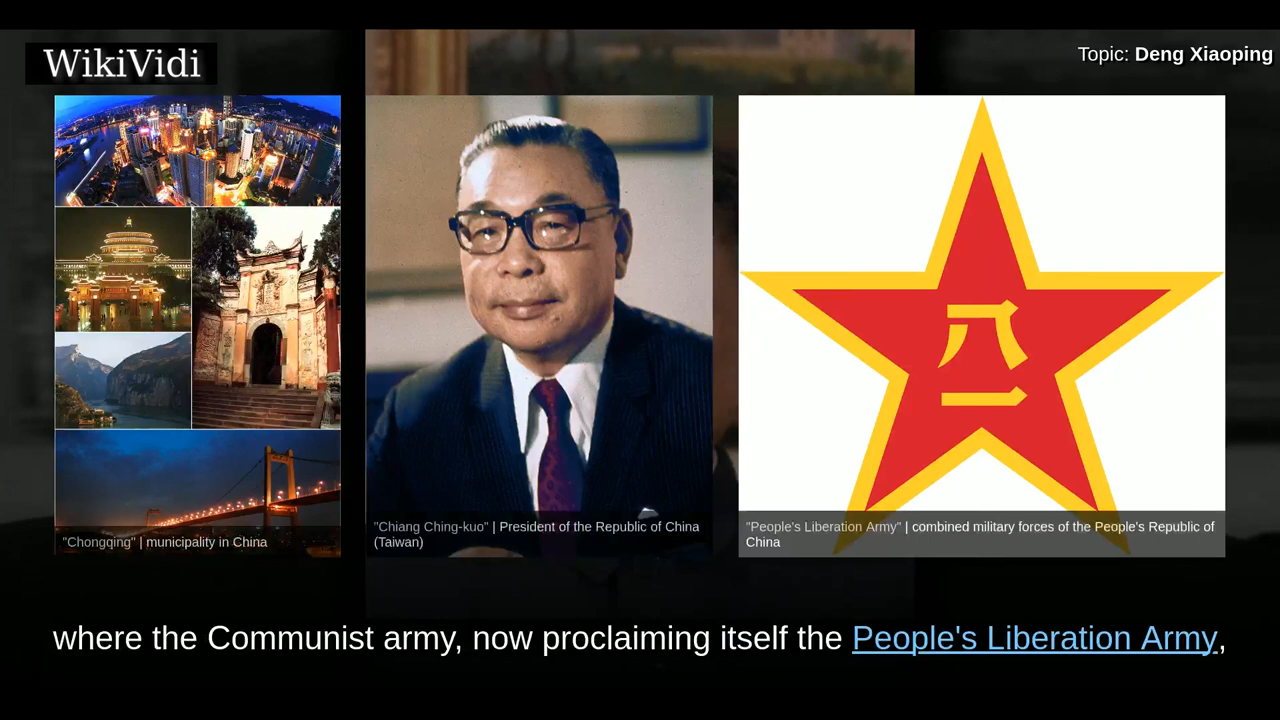 WikiVidi
Topic: Deng Xiaoping
八
一
"Chongqing" | municipality in China
"Chiang Ching-kuo" | President of the Republic of China
(Taiwan)
"People's Liberation Army" | combined military forces of the People's Republic of
China
where the Communist army, now proclaiming itself the People's Liberation Army,